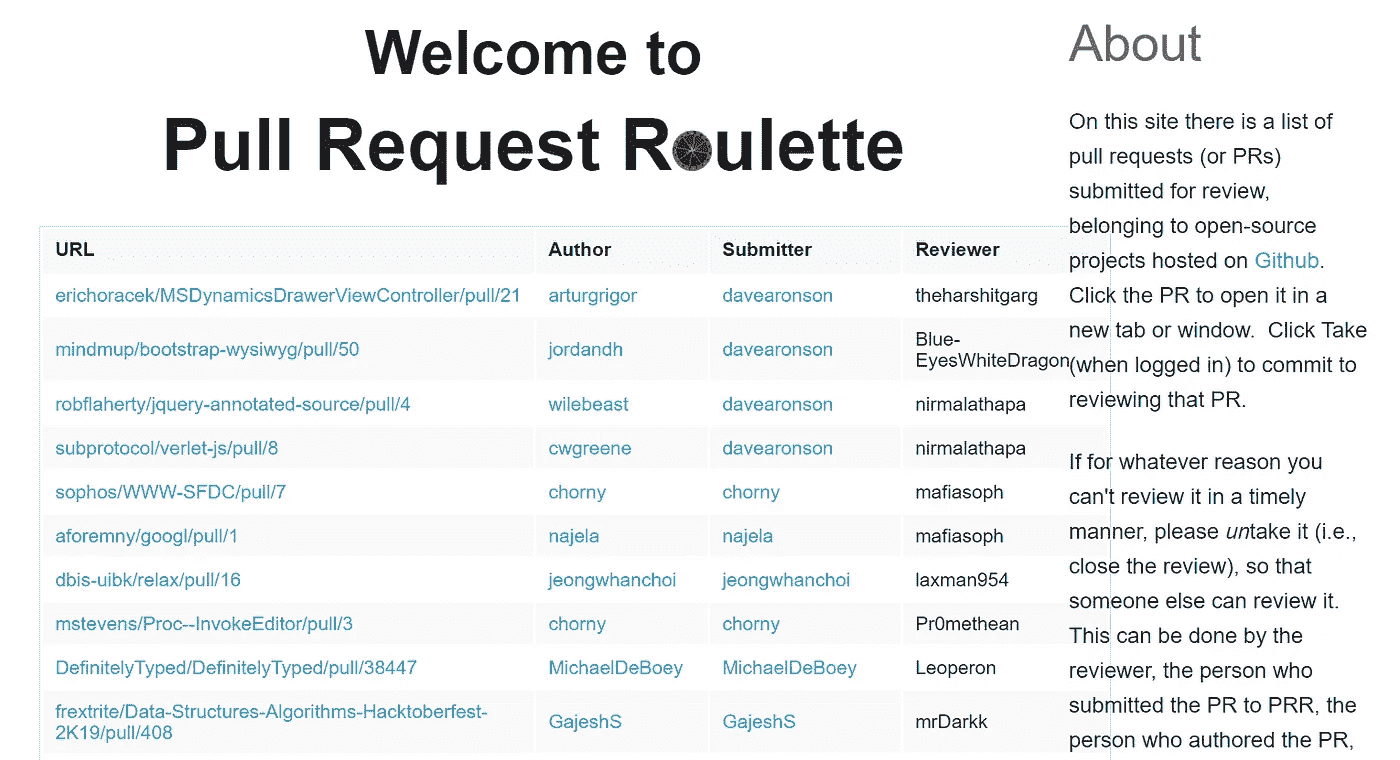 Welcome to
Pull Request Roulette
URL Author Submitter Reviewer
erichoracek/MSDynamicsDrawerViewController/pull/21 arturgrigor davearonson theharshitgarg
mindmup/bootstrap-wysiwyg/pull/50 jordandh davearonson Blue-
EyesWhiteDragon
robflaherty/jquery-annotated-source/pull/4 wilebeast davearonson nirmalathapa
subprotocol/verlet-js/pull/8 cwgreene davearonson nirmalathapa
sophos/WWW-SFDC/pull/7 chorny chorny mafiasoph
aforemny/googl/pull/1 najela najela mafiasoph
dbis-uibk/relax/pull/16 jeongwhanchoi jeongwhanchoi laxman954
mstevens/Proc--InvokeEditor/pull/3 chorny chorny Pr0methean
DefinitelyTyped/DefinitelyTyped/pull/38447 MichaelDeBoey MichaelDeBoey Leoperon
frextrite/Data-Structures-Algorithms-Hacktoberfest-
2K19/pull/408 GajeshS GajeshS mrDarkk
About
On this site there is a list of
pull requests (or PRs)
submitted for review,
belonging to open-source
projects hosted on Github.
Click the PR to open it in a
new tab or window.  Click Take
(when logged in) to commit to
reviewing that PR.
If for whatever reason you
can't review it in a timely
manner, please untake it (i.e.,
close the review), so that
someone else can review it.
This can be done by the
reviewer, the person who
submitted the PR to PRR, the
person who authored the PR,